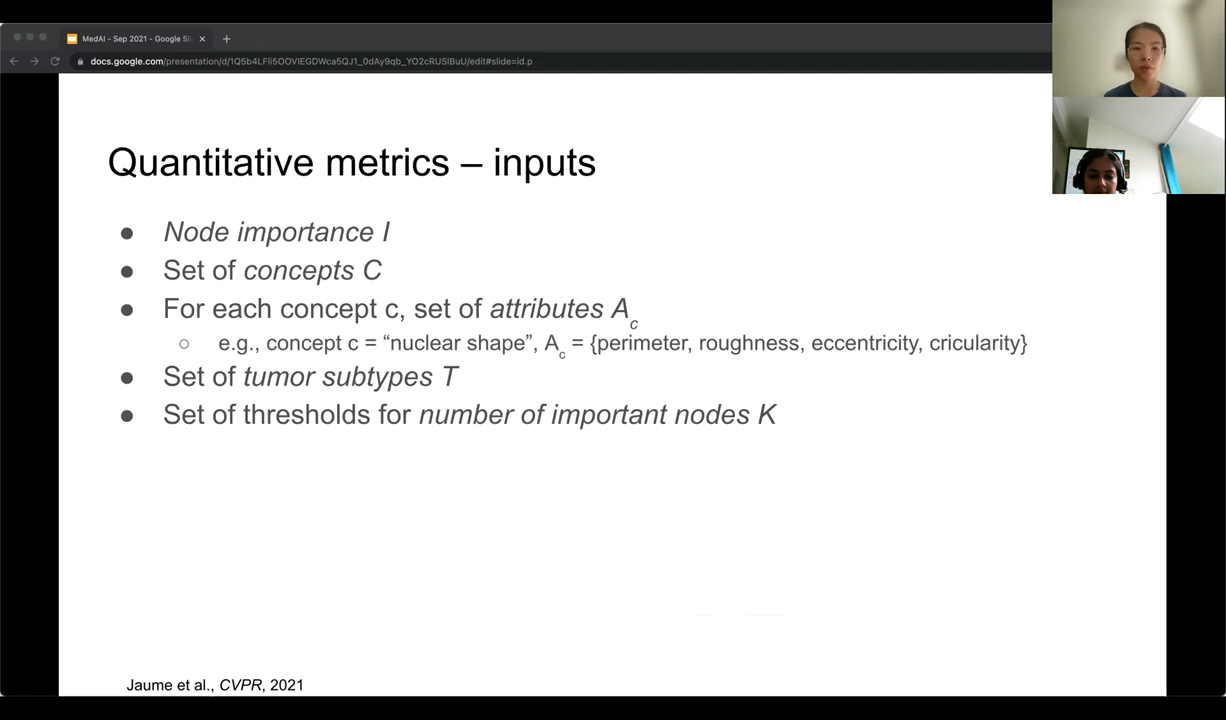 MedAI - Sep 2021 - Google Sli
docs.google.com/presentation/d/1Q5b4LFli5OOVIEGDWca5QJ1_0dAy9qb_YO2cRUSIBuU/edit#slide=id.p
Quantitative metrics – inputs
● Node importance I
● Set of concepts C
● For each concept c, set of attributes Ac
○ e.g., concept c = “nuclear shape”, Ac = {perimeter, roughness, eccentricity, cricularity}
● Set of tumor subtypes T
● Set of thresholds for number of important nodes K
Jaume et al., CVPR, 2021